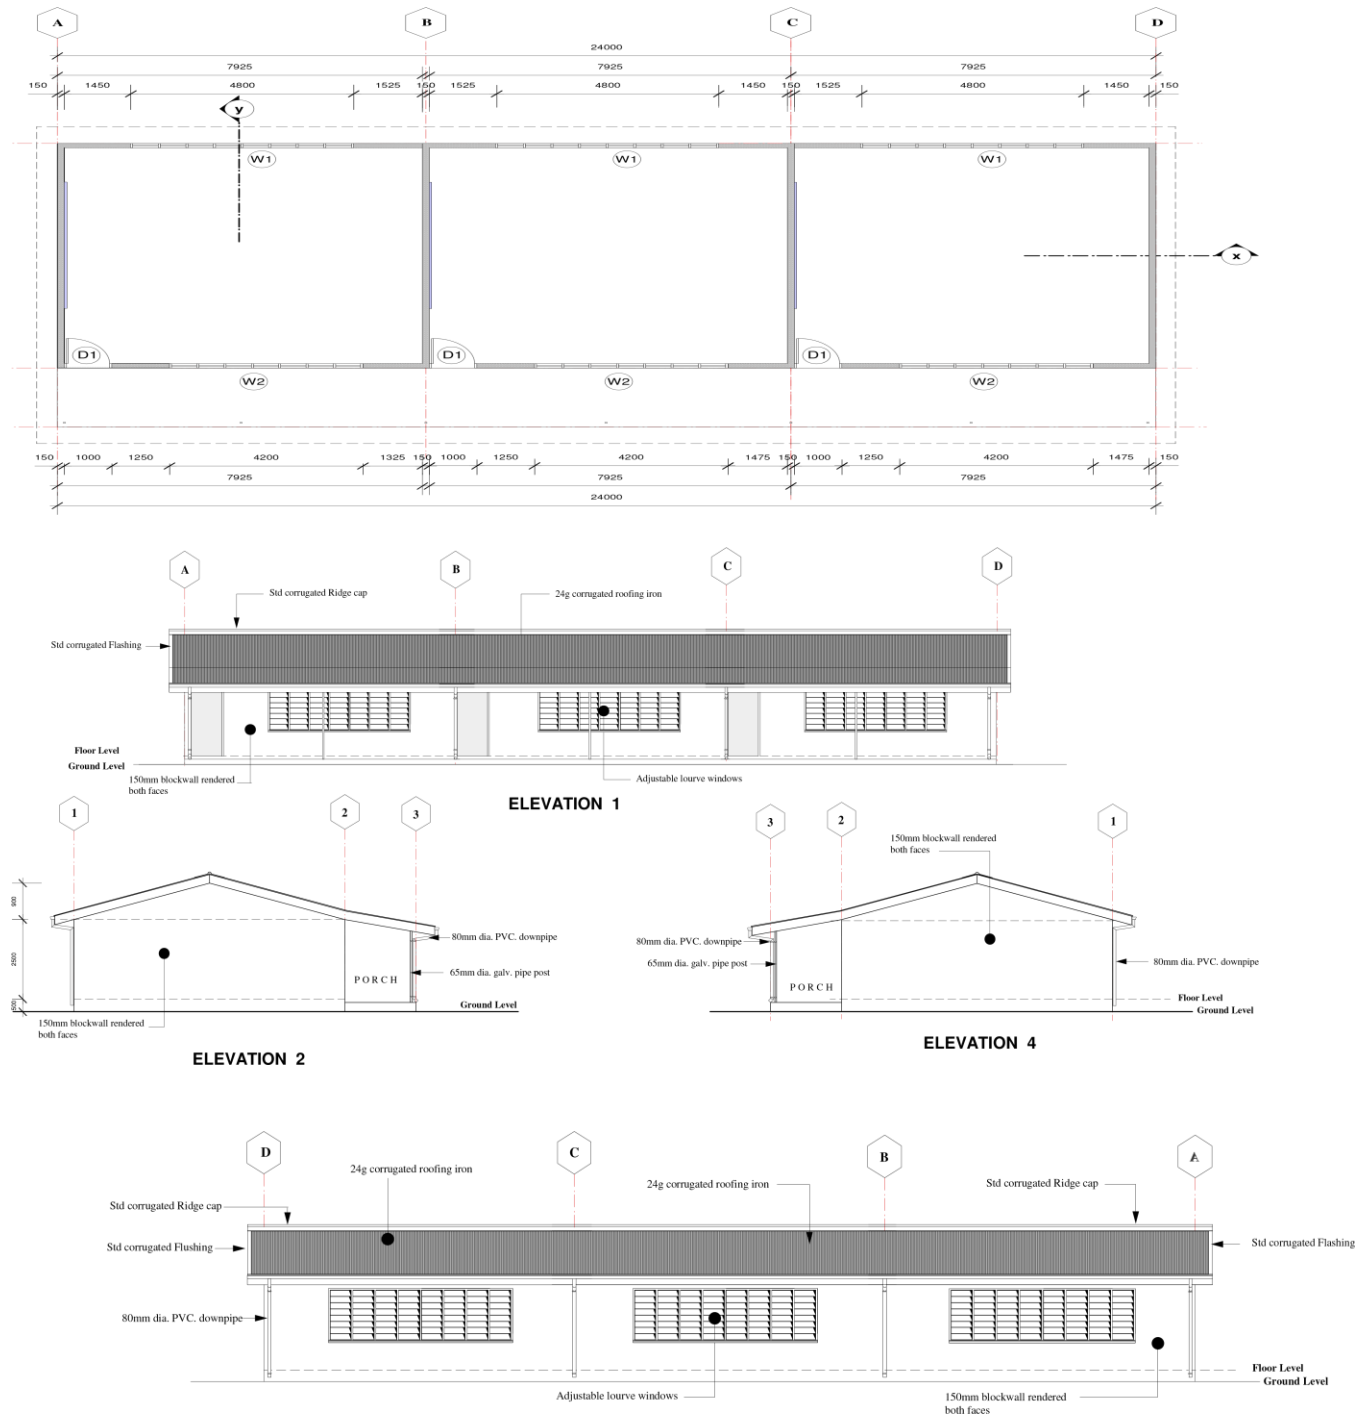 A B C D
24000
7925 7925 7925
150 1450 4800 1525 150 1525 4800 1450 150 1525 4800 1450 150
y
W1 W1 W1
x
D1 D1 D1
W2 W2 W2
150 1000 1250 4200 1325 150 1000 1250 4200 1475 150 1000 1250 4200 1475 150
7925 7925 7925
24000
A B C D
Std corrugated Ridge cap
24g corrugated roofing iron
Std corrugated Flashing
Floor Level
Ground Level
150mm blockwall rendered
both faces
Adjustable lourve windows
ELEVATION 1
1 2 3
900
2500
500
80mm dia. PVC. downpipe
65mm dia. galv. pipe post
PORCH
Ground Level
150mm blockwall rendered
both faces
ELEVATION 2
3 2 1
150mm blockwall rendered
both faces
80mm dia. PVC. downpipe
65mm dia. galv. pipe post
80mm dia. PVC. downpipe
PORCH
Floor Level
Ground Level
ELEVATION 4
D C B A
24g corrugated roofing iron
24g corrugated roofing iron
Std corrugated Ridge cap
Std corrugated Ridge cap
Std corrugated Flushing
Std corrugated Flashing
80mm dia. PVC. downpipe
Floor Level
Ground Level
Adjustable lourve windows
150mm blockwall rendered
both faces